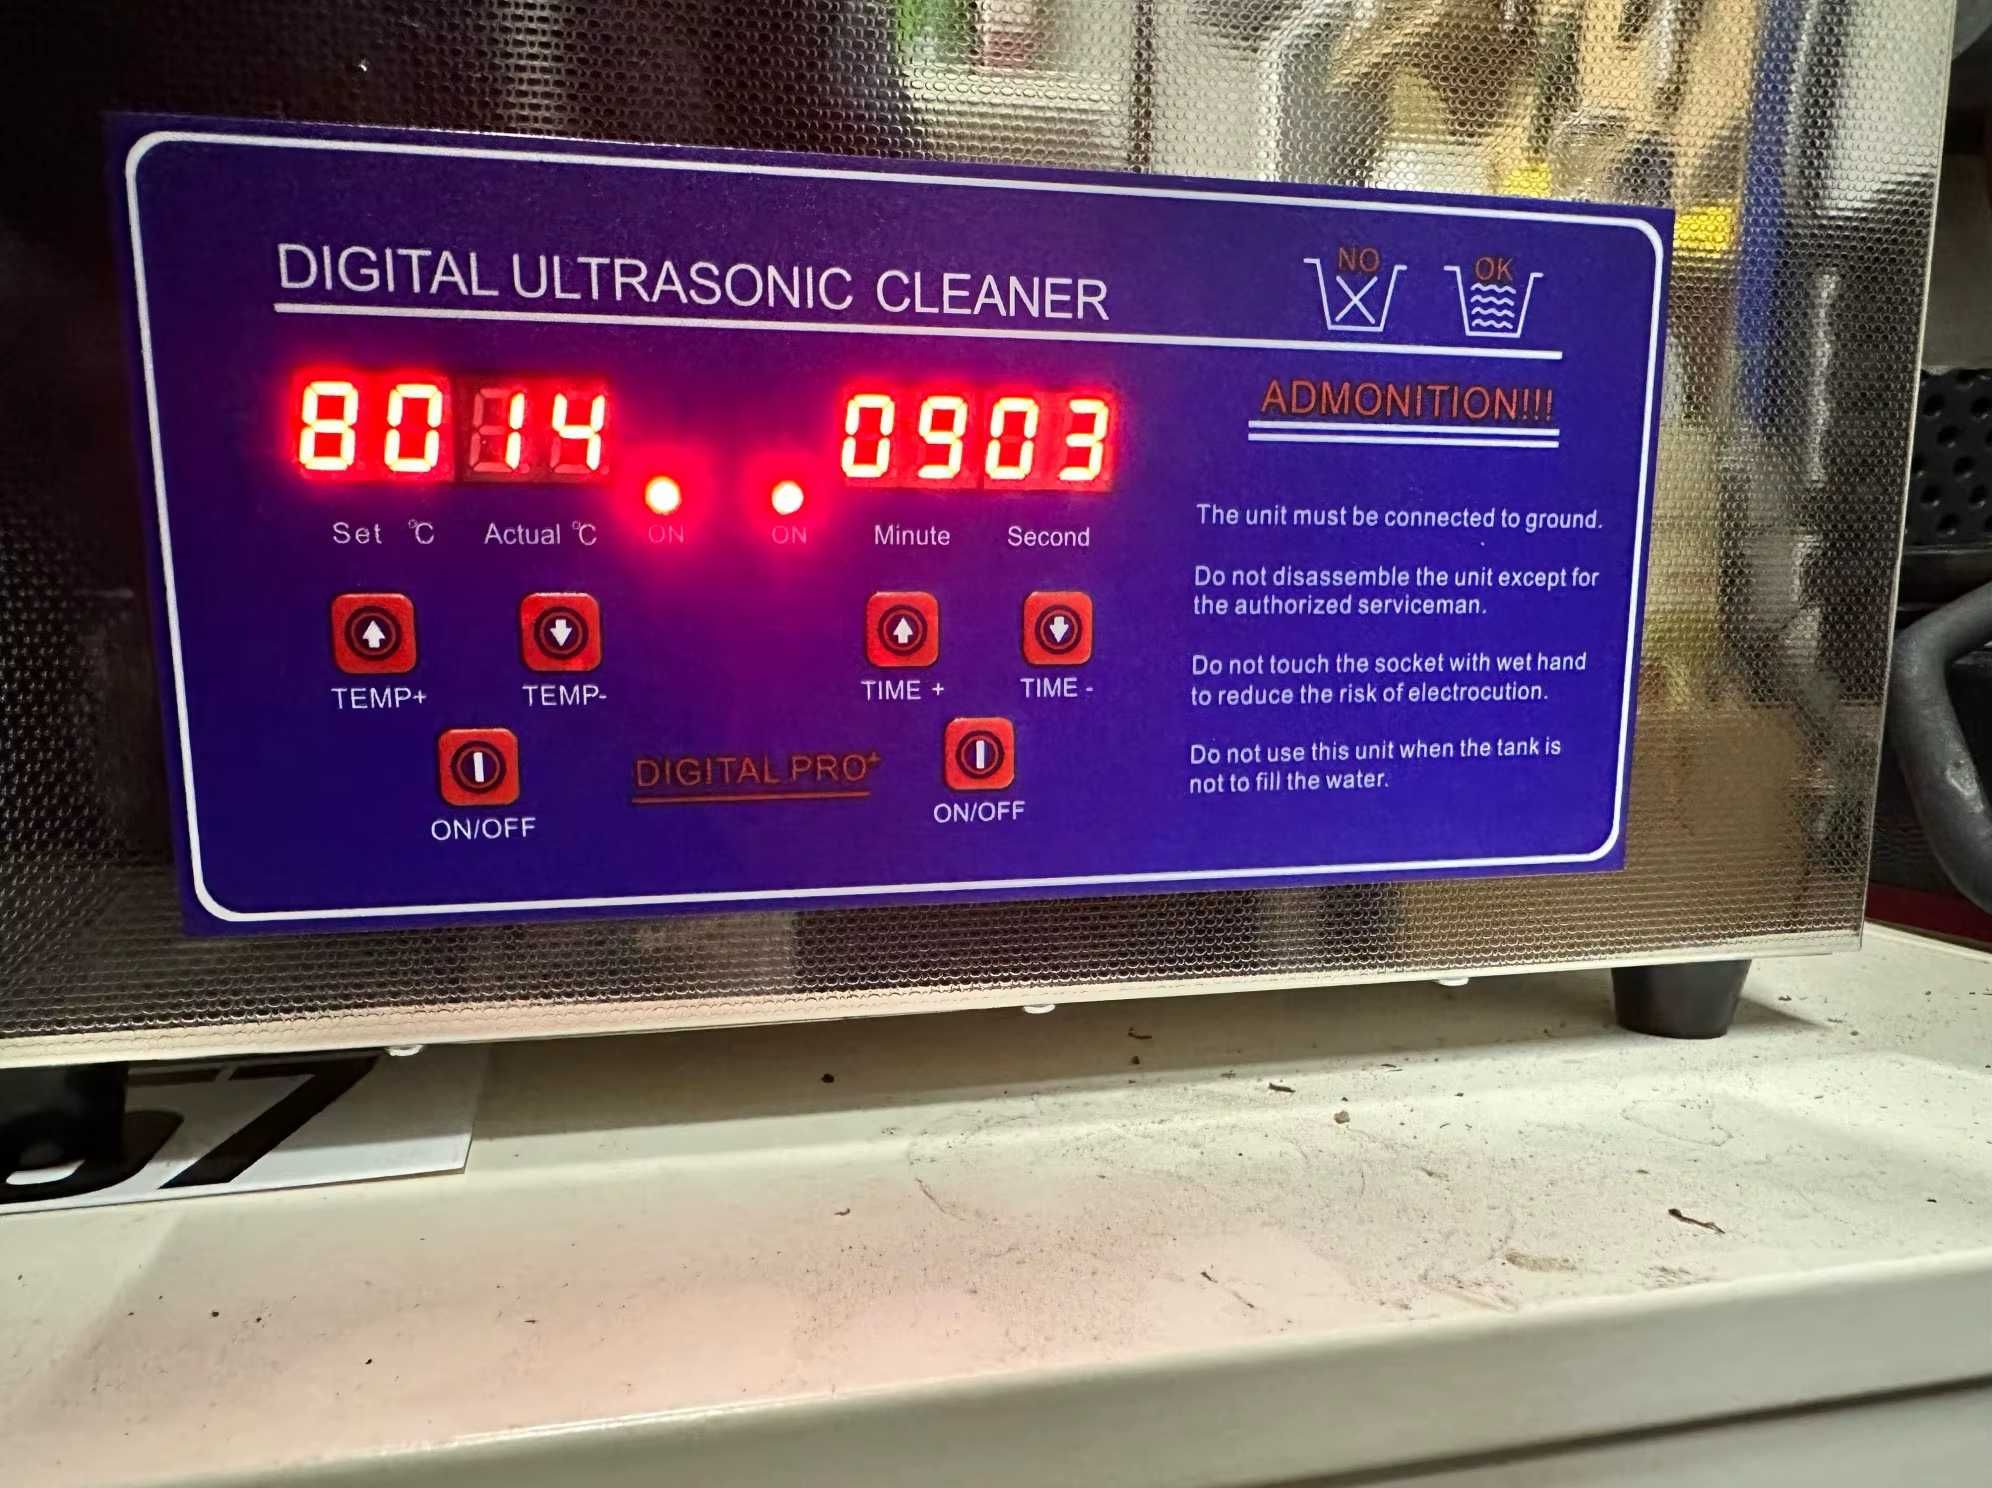 DIGITAL ULTRASONIC CLEANER
NO OK
80 14 0903
ADMONITION!!!
Set °C Actual °C ON ON Minute Second
The unit must be connected to ground.
Do not disassemble the unit except for
the authorized serviceman.
Do not touch the socket with wet hand
to reduce the risk of electrocution.
Do not use this unit when the tank is
not to fill the water.
TEMP+ TEMP- TIME + TIME -
DIGITAL PRO+
ON/OFF ON/OFF
57